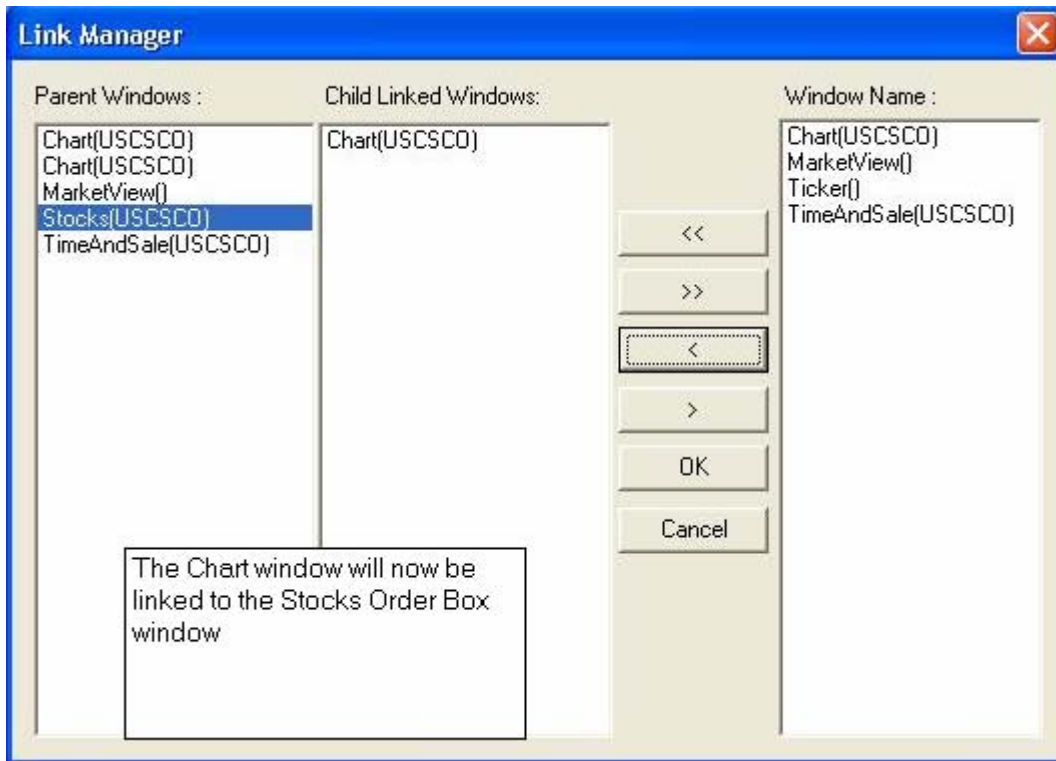 Link Manager
Parent Windows :
Chart(USCSCO)
Chart(USCSCO)
MarketView()
Stocks(USCSCO)
TimeAndSale(USCSCO)
Child Linked Windows:
Chart(USCSCO)
<<
>>
<
>
OK
Cancel
Window Name :
Chart(USCSCO)
MarketView()
Ticker()
TimeAndSale(USCSCO)
The Chart window will now be
linked to the Stocks Order Box
window